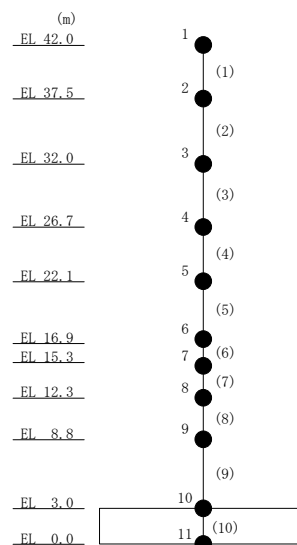 (m)
EL 42.0 1
(1)
EL 37.5 2
(2)
EL 32.0 3
(3)
EL 26.7 4
(4)
EL 22.1 5
(5)
EL 16.9 6
EL 15.3 7 (6)
(7)
EL 12.3 8
(8)
EL 8.8 9
(9)
EL 3.0 10
(10)
EL 0.0 11